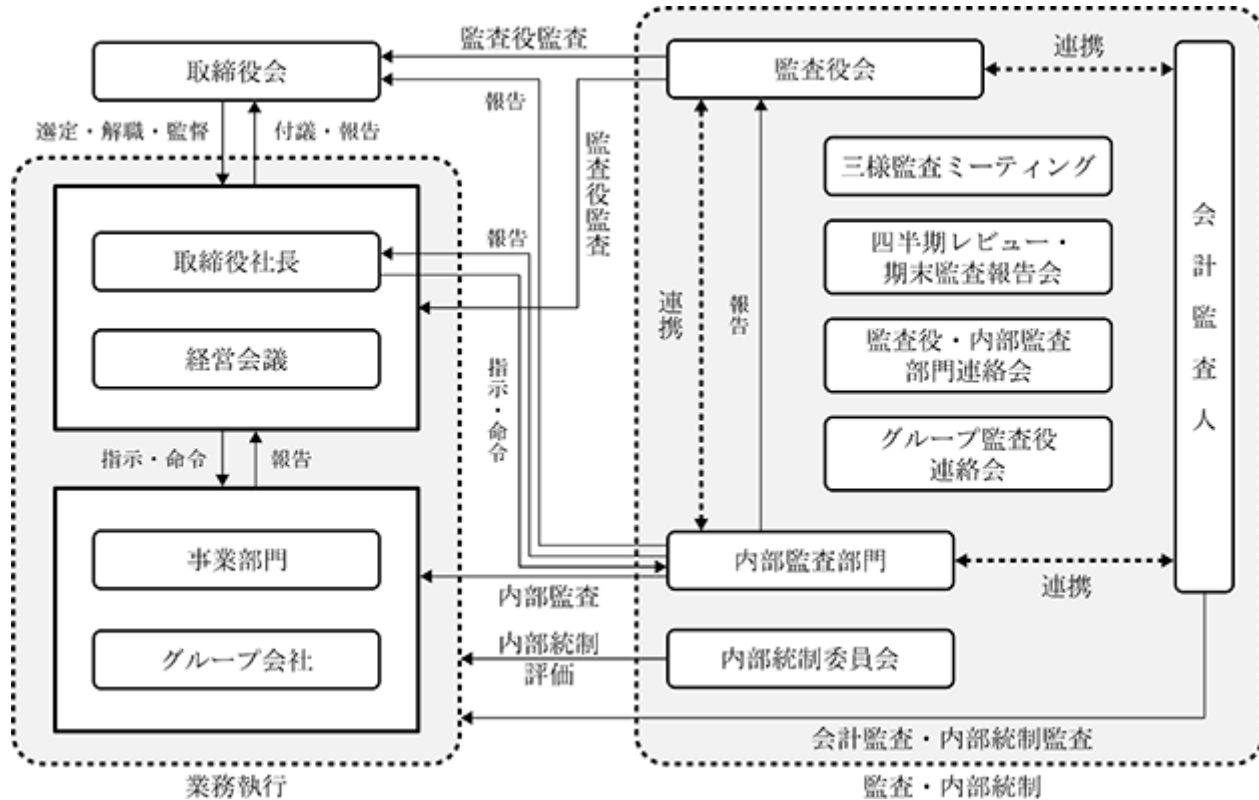 取締役会
監査役監査
監査役会
連携
報告
選定・解職・監督
付議・報告
監査役監査
三様監査ミーティング
会計監査人
取締役社長
報告
四半期レビュー・
期末監査報告会
連携
報告
経営会議
監査役・内部監査
部門連絡会
指示・命令
グループ監査役
連絡会
指示・命令
報告
事業部門
内部監査部門
連携
内部監査
グループ会社
内部統制
評価
内部統制委員会
会計監査・内部統制監査
業務執行
監査・内部統制